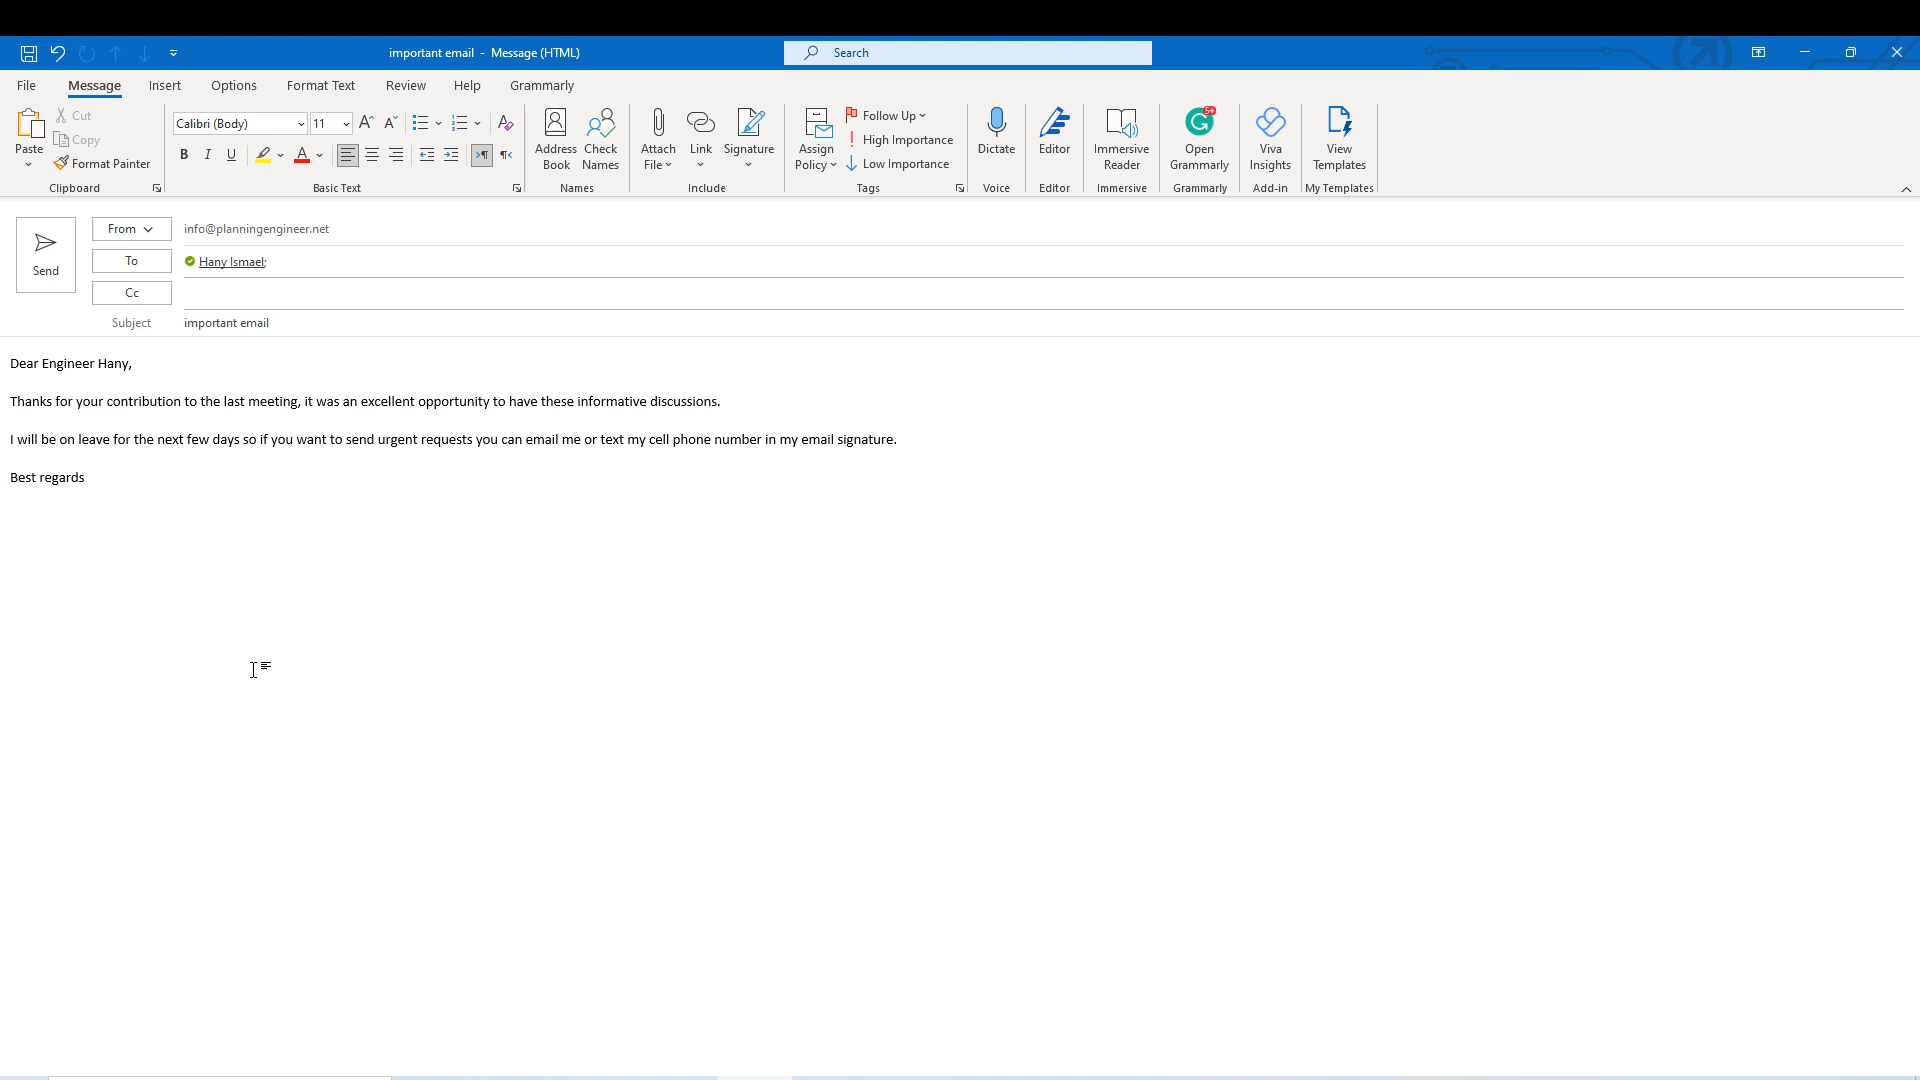 important email - Message (HTML)
Search
File Message Insert Options Format Text Review Help Grammarly
Paste
Cut
Copy
Format Painter
Clipboard
Calibri (Body) 11
B I U
Basic Text
Address Book
Check Names
Names
Attach File
Link
Signature
Include
Assign Policy
Follow Up
High Importance
Low Importance
Tags
Dictate
Voice
Editor
Editor
Immersive Reader
Immersive
5+
Open Grammarly
Grammarly
Viva Insights
Add-in
View Templates
My Templates
Send
From info@planningengineer.net
To Hany Ismael;
Cc
Subject important email
Dear Engineer Hany,
Thanks for your contribution to the last meeting, it was an excellent opportunity to have these informative discussions.
I will be on leave for the next few days so if you want to send urgent requests you can email me or text my cell phone number in my email signature.
Best regards